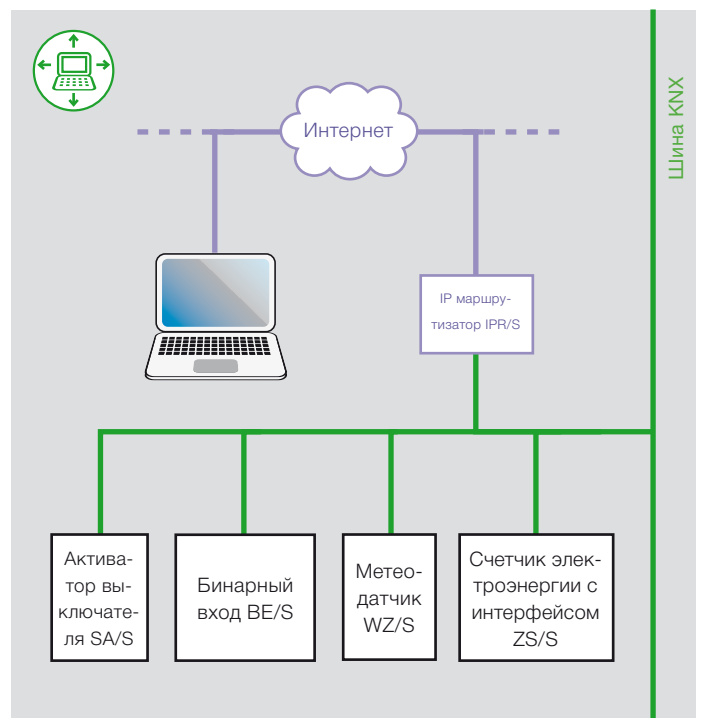 Интернет
Шина KNX
IP маршру-
тизатор IPR/S
Актива-
тор вы-
ключате-
ля SA/S
Бинарный
вход BE/S
Метео-
датчик
WZ/S
Счетчик элек-
троэнергии с
интерфейсом
ZS/S